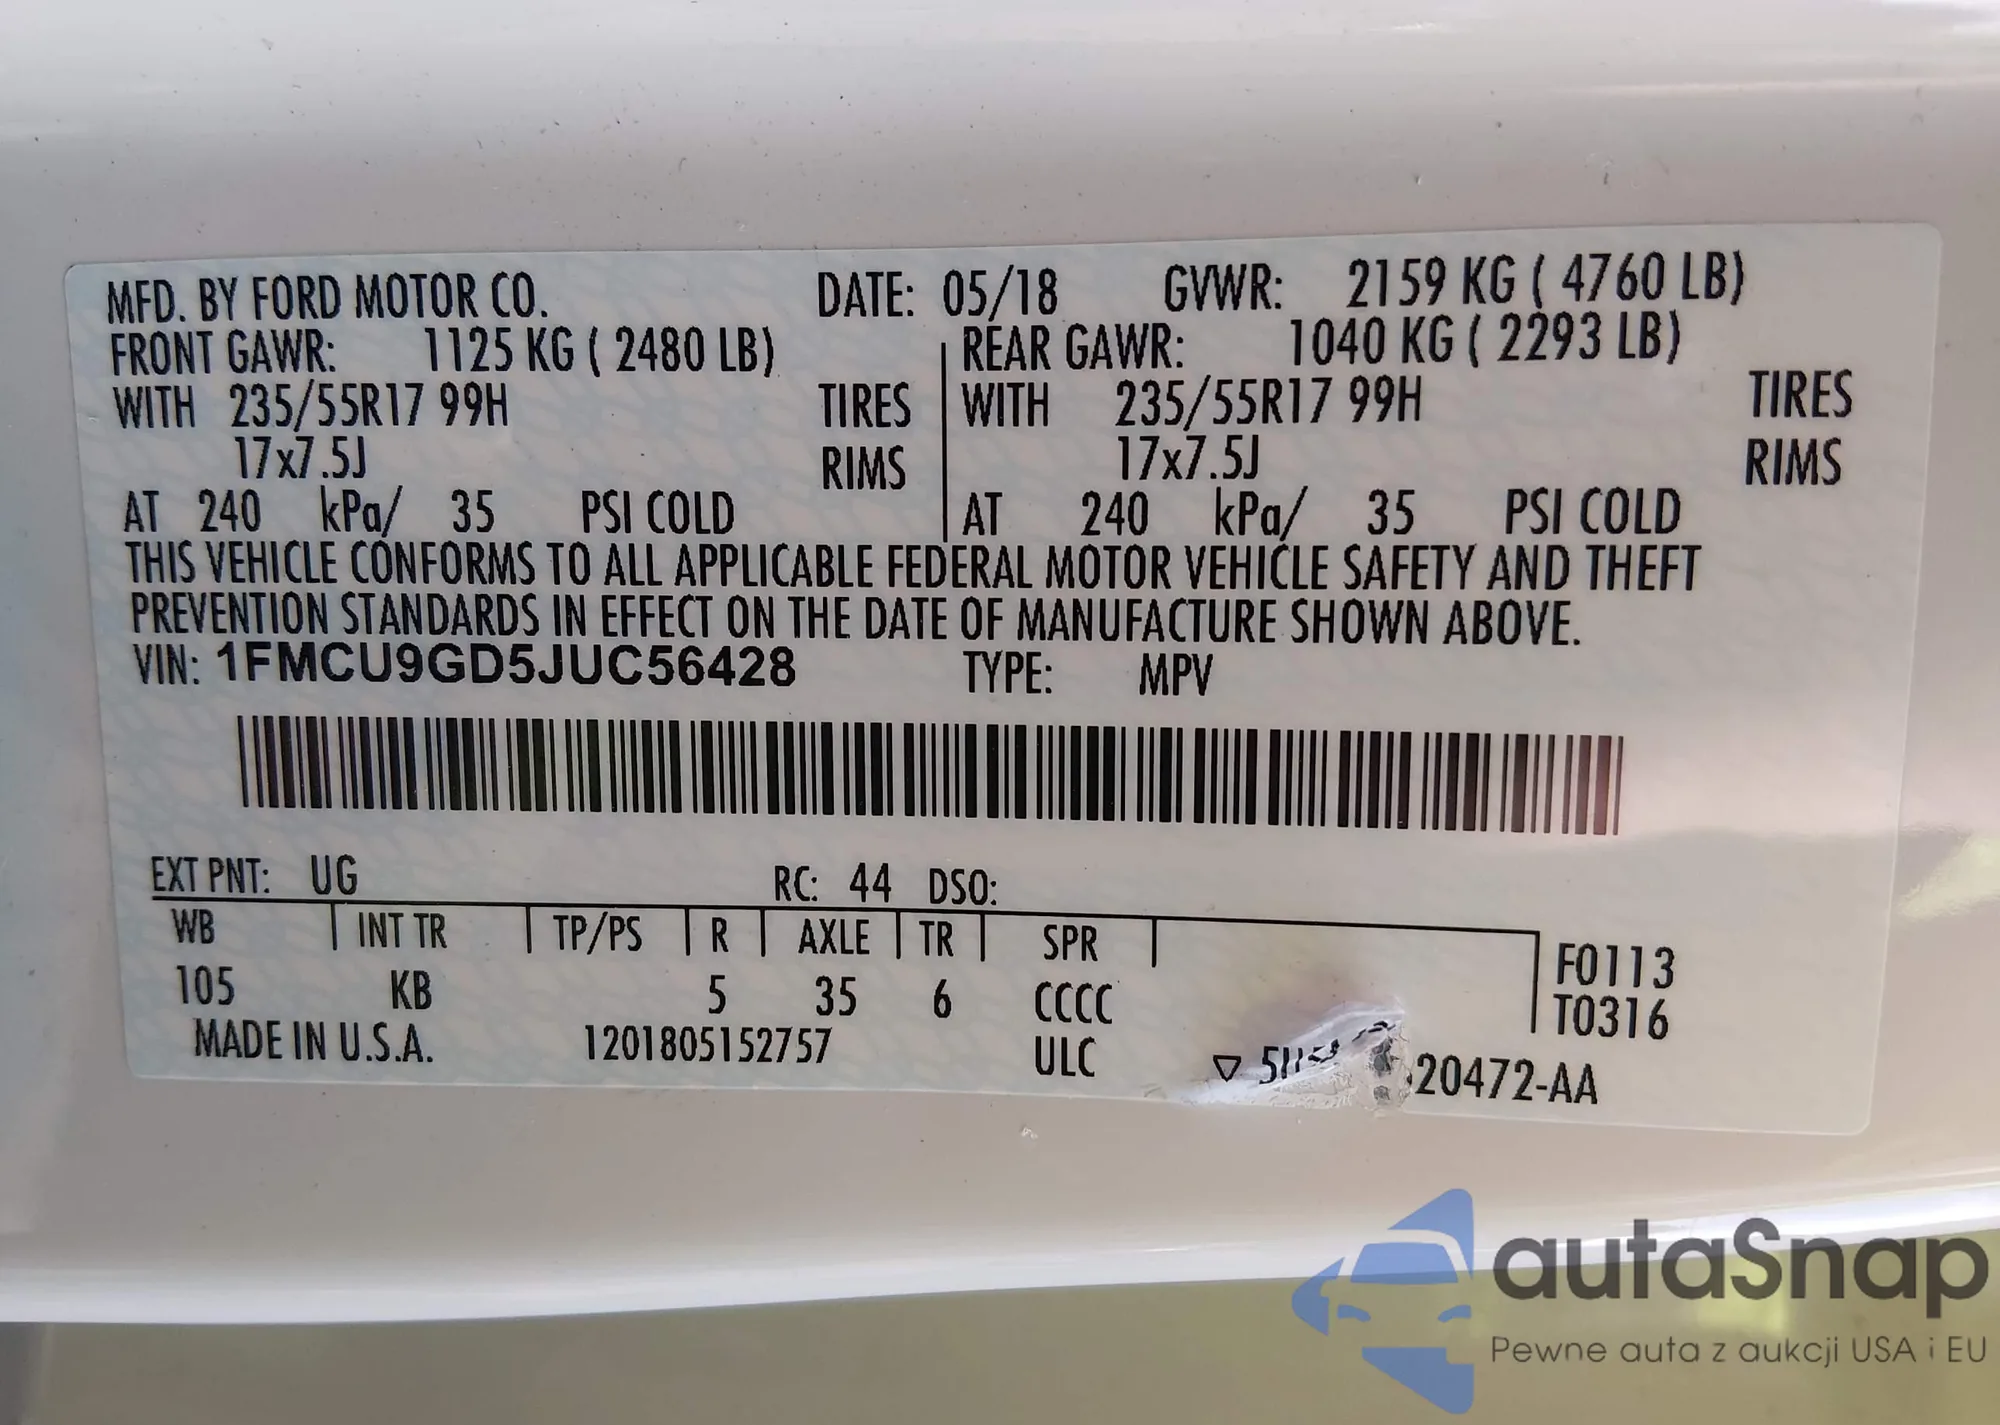 MFD. BY FORD MOTOR CO. DATE: 05/18 GVWR: 2159 KG ( 4760 LB)
FRONT GAWR: 1125 KG ( 2480 LB) REAR GAWR: 1040 KG ( 2293 LB)
WITH 235/55R17 99H TIRES WITH 235/55R17 99H TIRES
17x7.5J RIMS 17x7.5J RIMS
AT 240 kPa/ 35 PSI COLD AT 240 kPa/ 35 PSI COLD
THIS VEHICLE CONFORMS TO ALL APPLICABLE FEDERAL MOTOR VEHICLE SAFETY AND THEFT
PREVENTION STANDARDS IN EFFECT ON THE DATE OF MANUFACTURE SHOWN ABOVE.
VIN: 1FMCU9GD5JUC56428 TYPE: MPV
EXT PNT: UG RC: 44 DSO:
WB INT TR TP/PS R AXLE TR SPR
105 KB 5 35 6 CCCC
F0113
T0316
MADE IN U.S.A. 1201805152757 ULC
20472-AA
autaSnap
Pewne auta z aukcji USA i EU